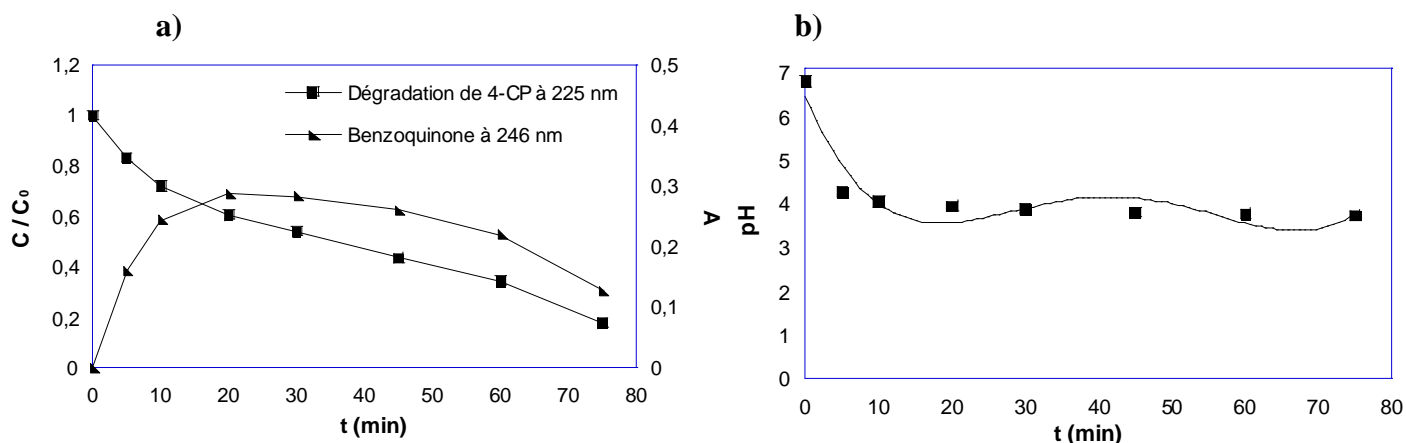 a)
1,2
1
0,8
0,6
0,4
0,2
0
C / C₀
0,5
0,4
0,3
0,2
0,1
0
A
Dégradation de 4-CP à 225 nm
Benzoquinone à 246 nm
0 10 20 30 40 50 60 70 80
t (min)
b)
7
6
5
4
3
2
1
0
pH
0 10 20 30 40 50 60 70 80
t (min)